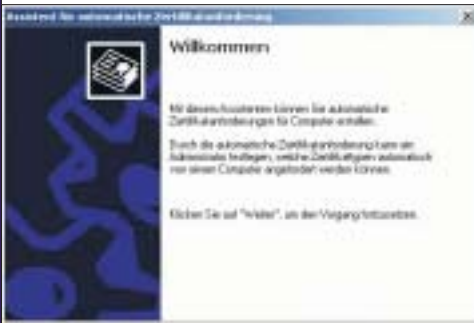 Assistent für automatische Zertifikatanforderung
Willkommen
Mit diesem Assistenten können Sie automatische
Zertifikatanforderungen für Computer erstellen.
Durch die automatische Zertifikatanforderung kann ein
Administrator festlegen, welche Zertifikattypen automatisch
von einem Computer angefordert werden können.
Klicken Sie auf "Weiter", um den Vorgang fortzusetzen.